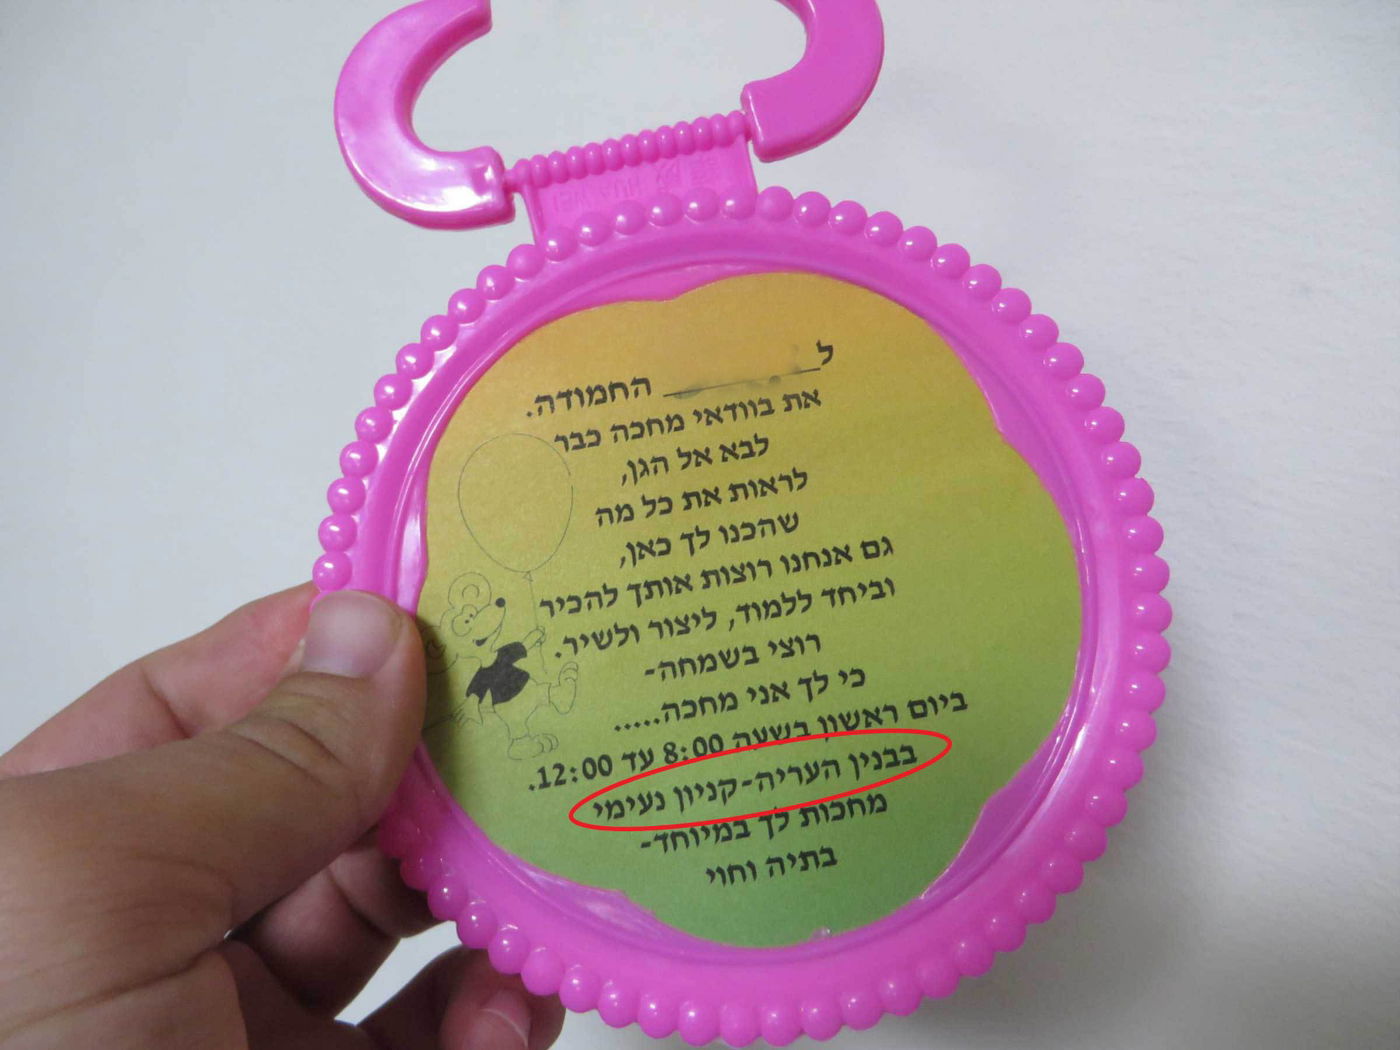 ל_______ החמודה.
את בוודאי מחכה כבר
לבא אל הגן,
לראות את כל מה
שהכנו לך כאן,
גם אנחנו רוצות אותך להכיר
וביחד ללמוד, ליצור ולשיר.
רוצי בשמחה-
כי לך אני מחכה.....
ביום ראשון בשעה 8:00 עד 12:00.
בבנין העריה-קניון נעימי
מחכות לך במיוחד-
בתיה וחוי